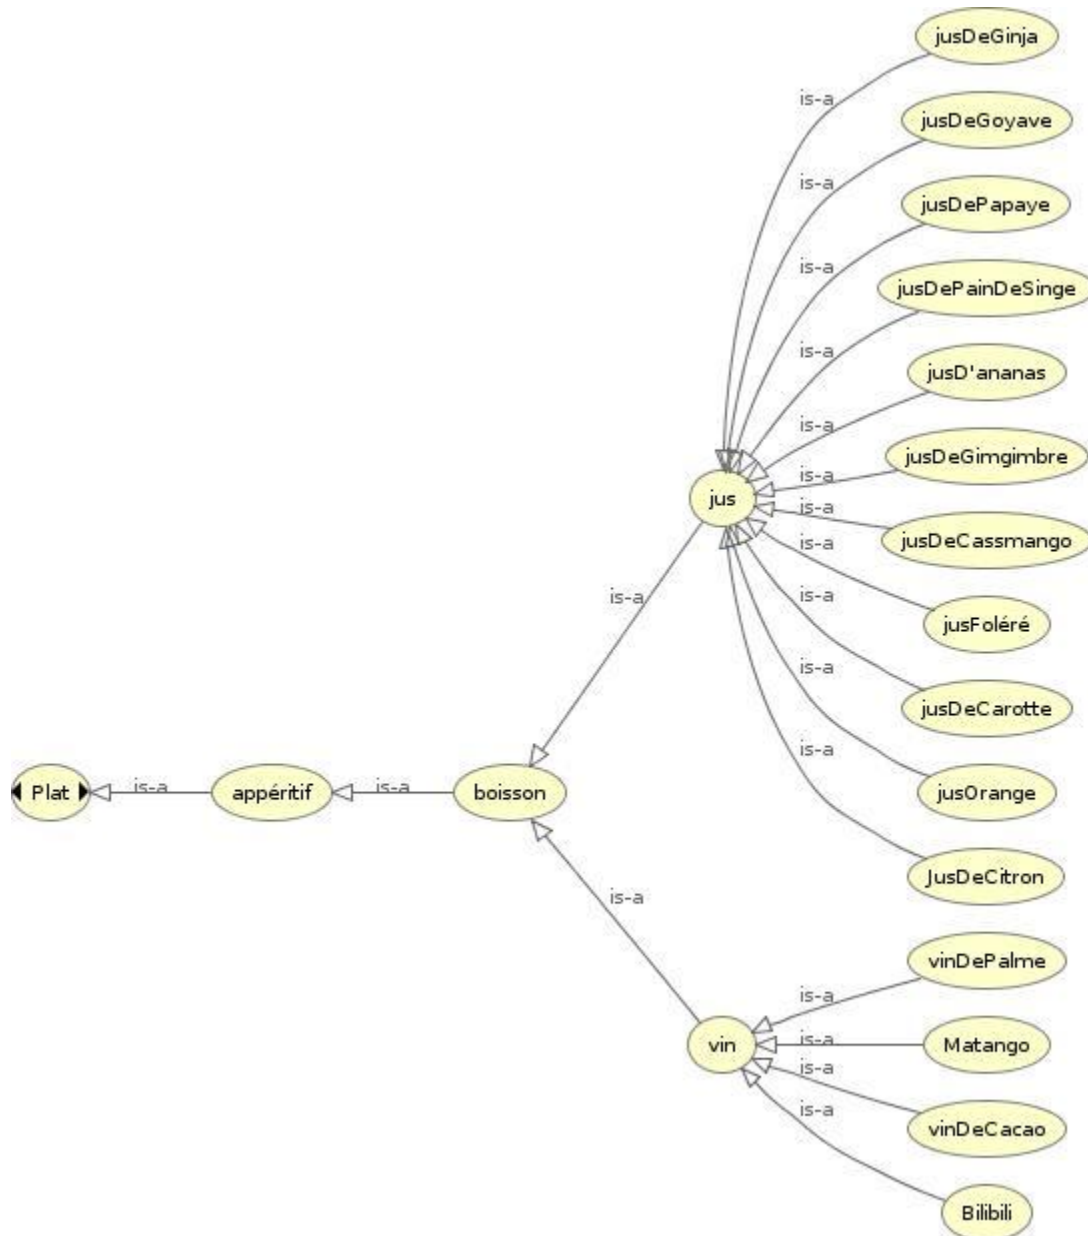 jusDeGinja
is-a
jusDeGoyave
is-a
jusDePapaye
is-a
jusDePainDeSinge
is-a
jusD'ananas
is-a
jusDeGimgimbre
is-a
jus
is-a
jusDeCassmango
is-a
jusFoléré
is-a
is-a
jusDeCarotte
is-a
is-a
jusOrange
Plat
is-a
appéritif
is-a
boisson
JusDeCitron
is-a
vinDePalme
is-a
vin
is-a
Matango
is-a
vinDeCacao
is-a
Bilibili